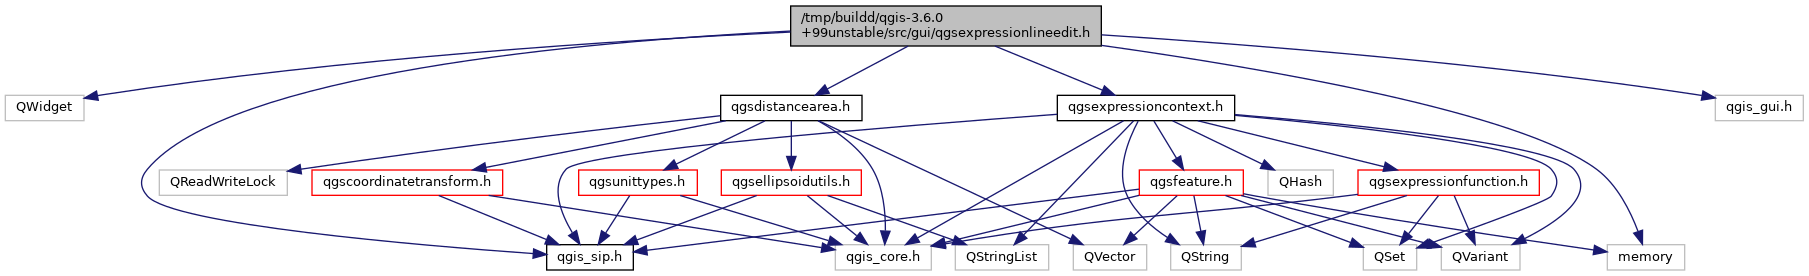 /tmp/buildd/qgis-3.6.0
+99unstable/src/gui/qgsexpressionlineedit.h
QWidget
qgsdistancearea.h
qgsexpressioncontext.h
qgis_gui.h
QReadWriteLock
qgscoordinatetransform.h
qgsunittypes.h
qgsellipsoidutils.h
qgsfeature.h
QHash
qgsexpressionfunction.h
qgis_sip.h
qgis_core.h
QStringList
QVector
QString
QSet
QVariant
memory